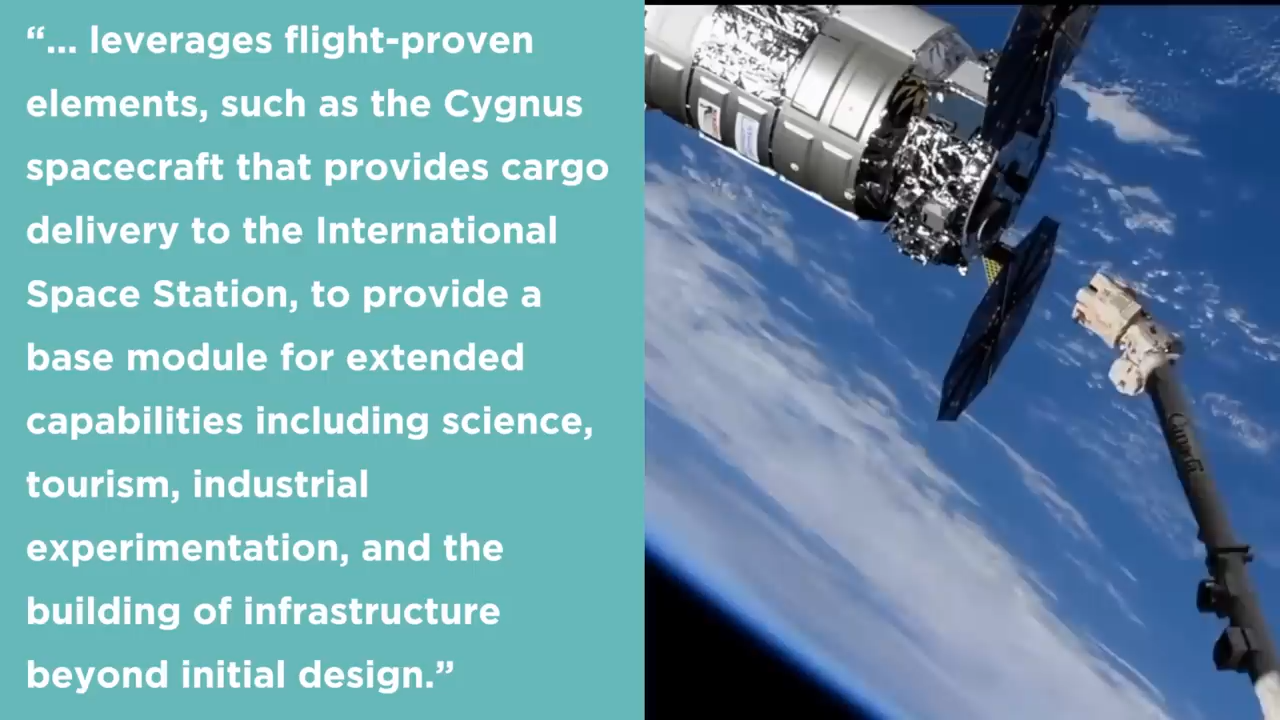 “... leverages flight-proven
elements, such as the Cygnus
spacecraft that provides cargo
delivery to the International
Space Station, to provide a
base module for extended
capabilities including science,
tourism, industrial
experimentation, and the
building of infrastructure
beyond initial design.”
Canada